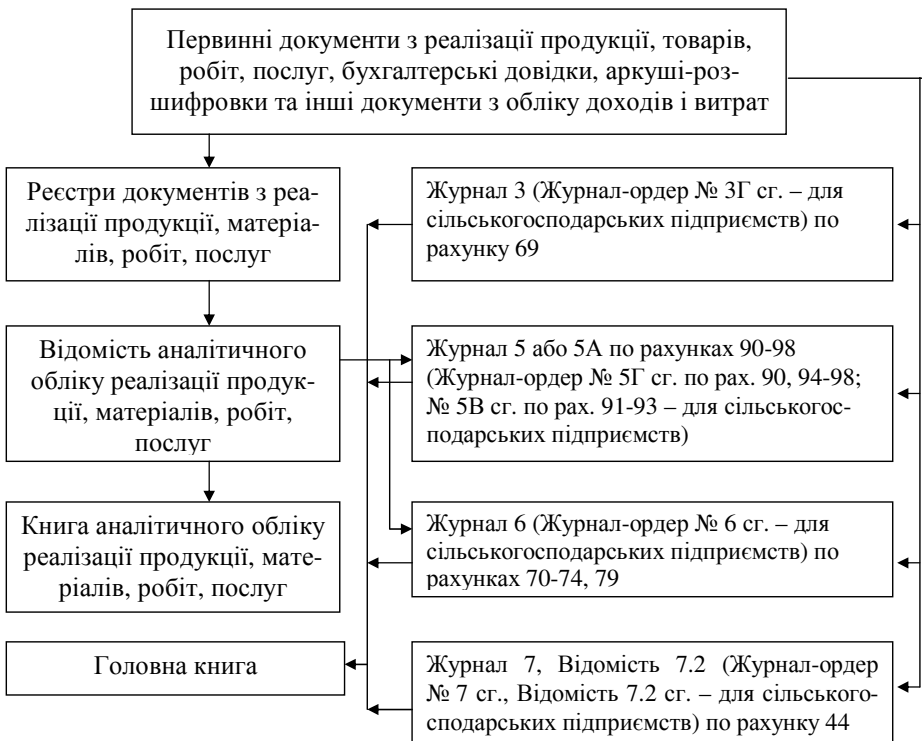 Первинні документи з реалізації продукції, товарів,
робіт, послуг, бухгалтерські довідки, аркуші-роз-
шифровки та інші документи з обліку доходів і витрат
Реєстри документів з реа-
лізації продукції, матеріа-
лів, робіт, послуг
Журнал 3 (Журнал-ордер № 3Г сг. – для
сільськогосподарських підприємств) по
рахунку 69
Відомість аналітичного
обліку реалізації продук-
ції, матеріалів, робіт,
послуг
Журнал 5 або 5А по рахунках 90-98
(Журнал-ордер № 5Г сг. по рах. 90, 94-98;
№ 5В сг. по рах. 91-93 – для сільськогос-
подарських підприємств)
Книга аналітичного обліку
реалізації продукції, мате-
ріалів, робіт, послуг
Журнал 6 (Журнал-ордер № 6 сг. – для
сільськогосподарських підприємств) по
рахунках 70-74, 79
Головна книга
Журнал 7, Відомість 7.2 (Журнал-ордер
№ 7 сг., Відомість 7.2 сг. – для сільського-
сподарських підприємств) по рахунку 44